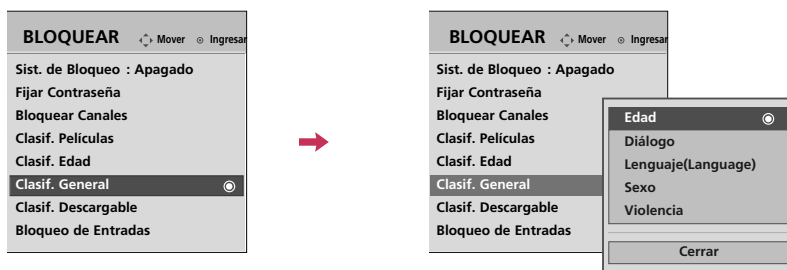 BLOQUEAR Mover Ingresar
Sist. de Bloqueo : Apagado
Fijar Contraseña
Bloquear Canales
Clasif. Películas
Clasif. Edad
Clasif. General
Clasif. Descargable
Bloqueo de Entradas
BLOQUEAR Mover Ingresar
Sist. de Bloqueo : Apagado
Fijar Contraseña
Bloquear Canales
Clasif. Películas
Clasif. Edad
Clasif. General
Clasif. Descargable
Bloqueo de Entradas
Edad
Diálogo
Lenguaje(Language)
Sexo
Violencia
Cerrar